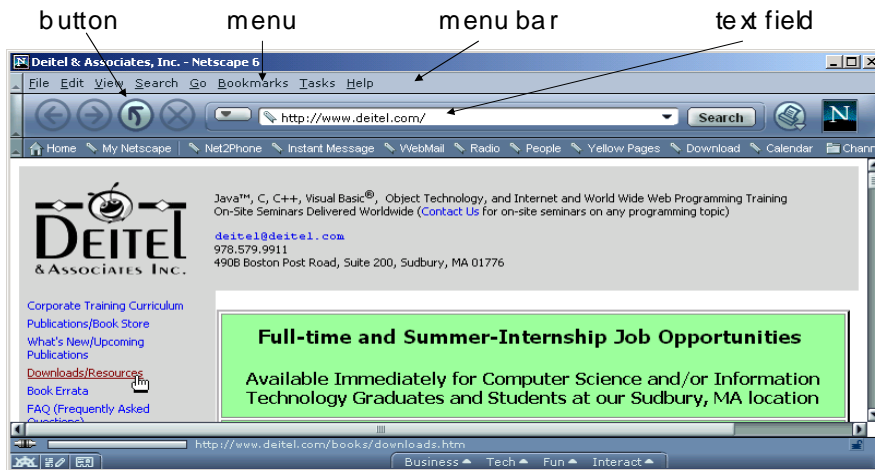 button menu menu bar text field
Deitel & Associates, Inc. - Netscape 6
File Edit View Search Go Bookmarks Tasks Help
http://www.deitel.com/ Search N
Home My Netscape Net2Phone Instant Message WebMail Radio People Yellow Pages Download Calendar Chann
Java™, C, C++, Visual Basic®, Object Technology, and Internet and World Wide Web Programming Training
On-Site Seminars Delivered Worldwide (Contact Us for on-site seminars on any programming topic)
deitel@deitel.com
978.579.9911
490B Boston Post Road, Suite 200, Sudbury, MA 01776
DEITEL
& ASSOCIATES INC.
Corporate Training Curriculum
Publications/Book Store
What's New/Upcoming
Publications
Downloads/Resources
Book Errata
FAQ (Frequently Asked
Questions)
Full-time and Summer-Internship Job Opportunities
Available Immediately for Computer Science and/or Information
Technology Graduates and Students at our Sudbury, MA location
http://www.deitel.com/books/downloads.htm
Business Tech Fun Interact